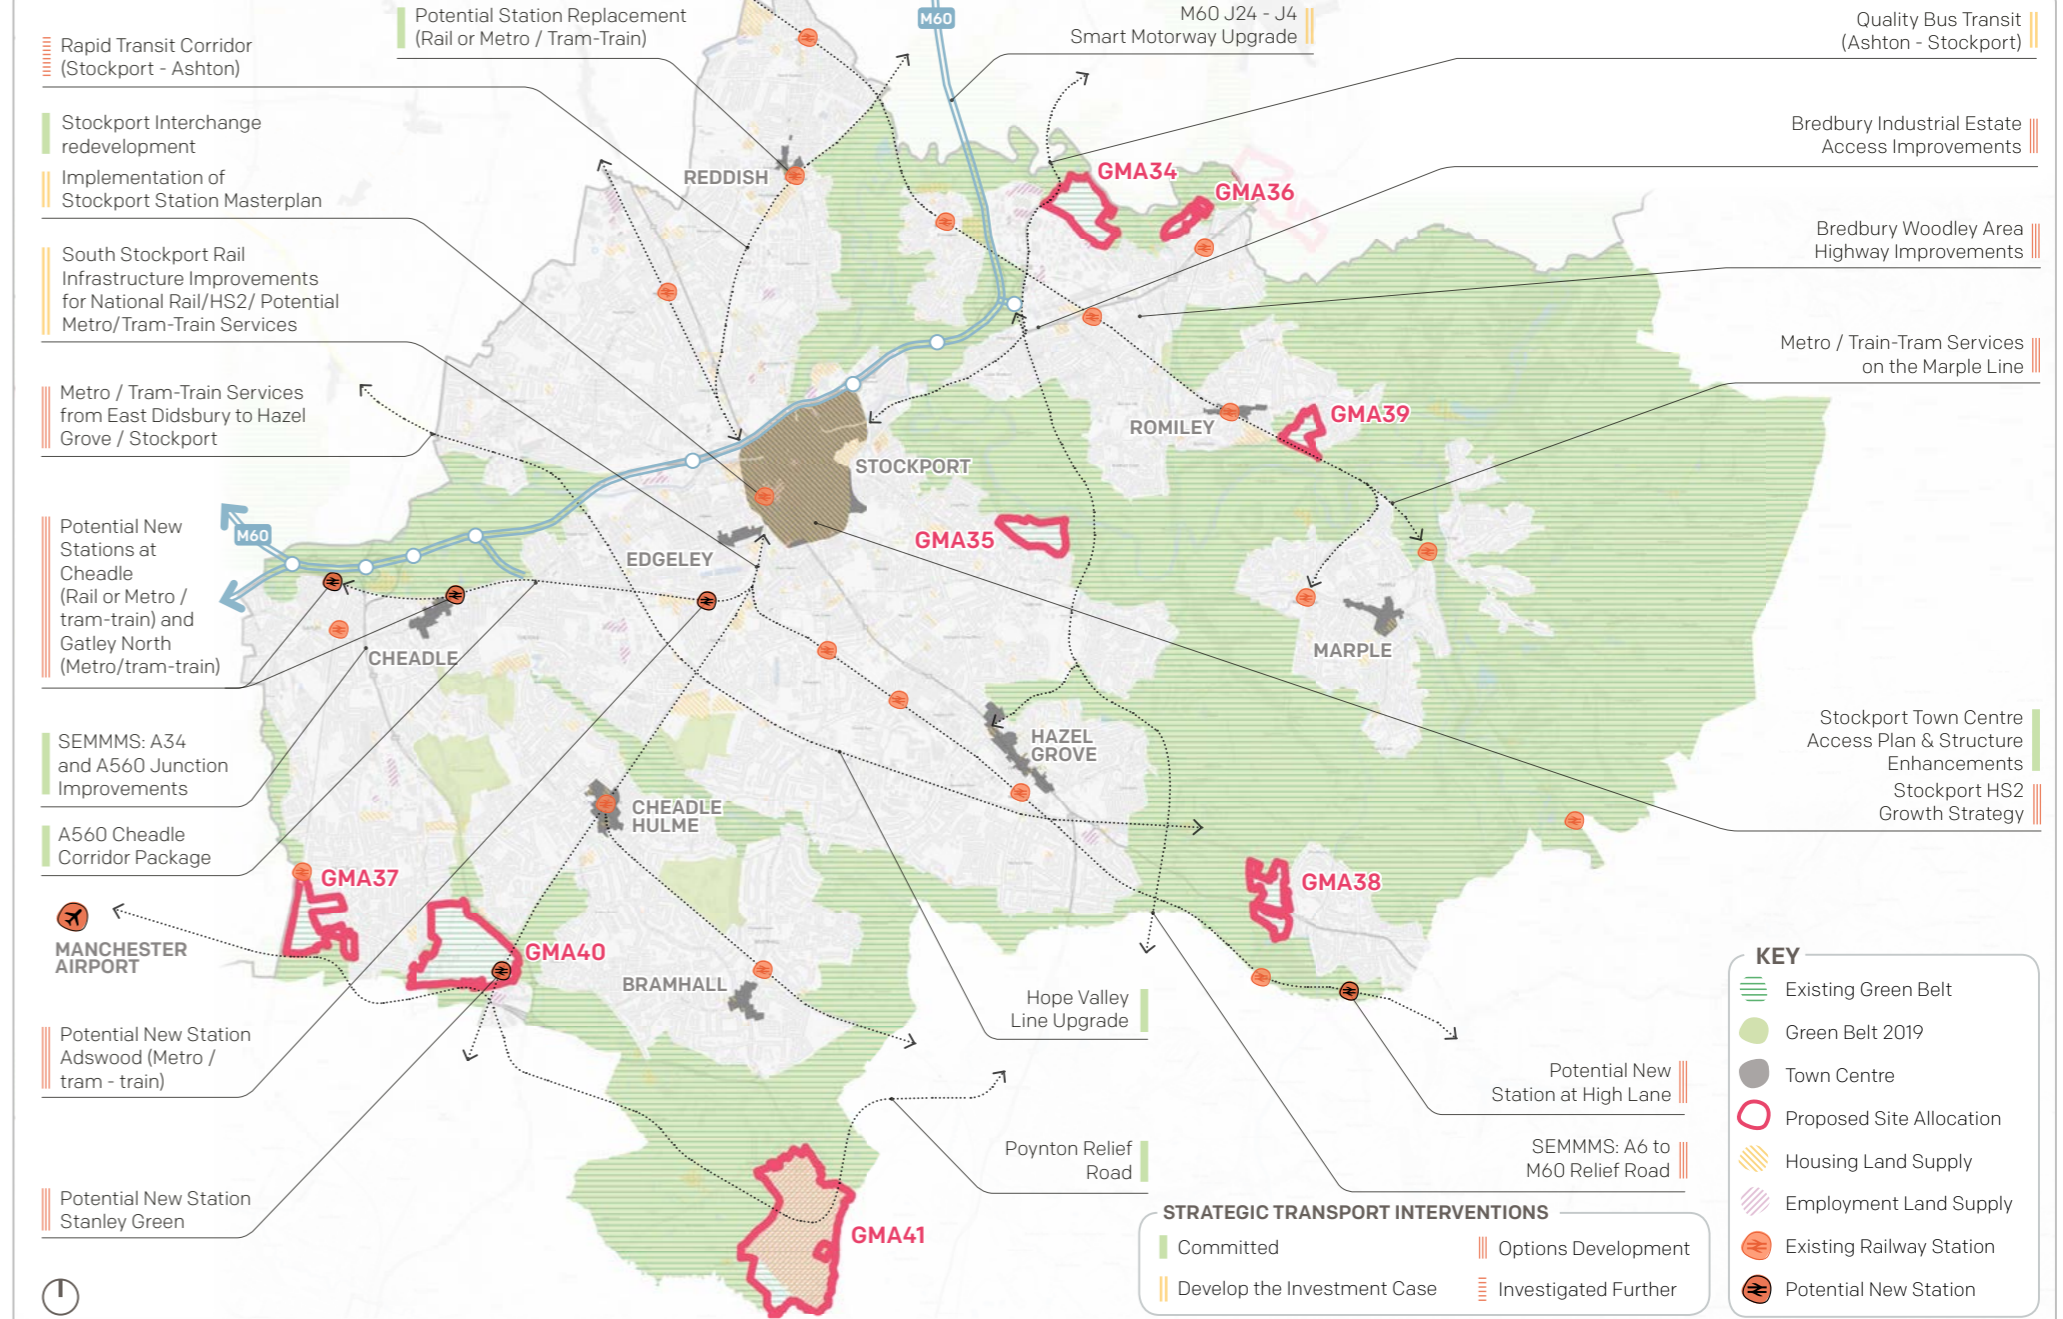 Potential Station Replacement
(Rail or Metro / Tram-Train)
M60
M60 J24 - J4
Smart Motorway Upgrade
Quality Bus Transit
(Ashton - Stockport)
Rapid Transit Corridor
(Stockport - Ashton)
Stockport Interchange
redevelopment
Implementation of
Stockport Station Masterplan
South Stockport Rail
Infrastructure Improvements
for National Rail/HS2/ Potential
Metro/Tram-Train Services
Metro / Tram-Train Services
from East Didsbury to Hazel
Grove / Stockport
Potential New
Stations at
Cheadle
(Rail or Metro /
tram-train) and
Gatley North
(Metro/tram-train)
SEMMMS: A34
and A560 Junction
Improvements
A560 Cheadle
Corridor Package
Potential New Station
Adswood (Metro /
tram - train)
Potential New Station
Stanley Green
Bredbury Industrial Estate
Access Improvements
Bredbury Woodley Area
Highway Improvements
Metro / Train-Tram Services
on the Marple Line
Stockport Town Centre
Access Plan & Structure
Enhancements
Stockport HS2
Growth Strategy
REDDISH
GMA34
GMA36
ROMILEY
GMA39
STOCKPORT
M60
EDGELEY
GMA35
CHEADLE
MARPLE
HAZEL
GROVE
CHEADLE
HULME
GMA37
GMA38
MANCHESTER
AIRPORT
GMA40
BRAMHALL
GMA41
Hope Valley
Line Upgrade
Poynton Relief
Road
Potential New
Station at High Lane
SEMMMS: A6 to
M60 Relief Road
STRATEGIC TRANSPORT INTERVENTIONS
Committed
Options Development
Develop the Investment Case
Investigated Further
KEY
Existing Green Belt
Green Belt 2019
Town Centre
Proposed Site Allocation
Housing Land Supply
Employment Land Supply
Existing Railway Station
Potential New Station